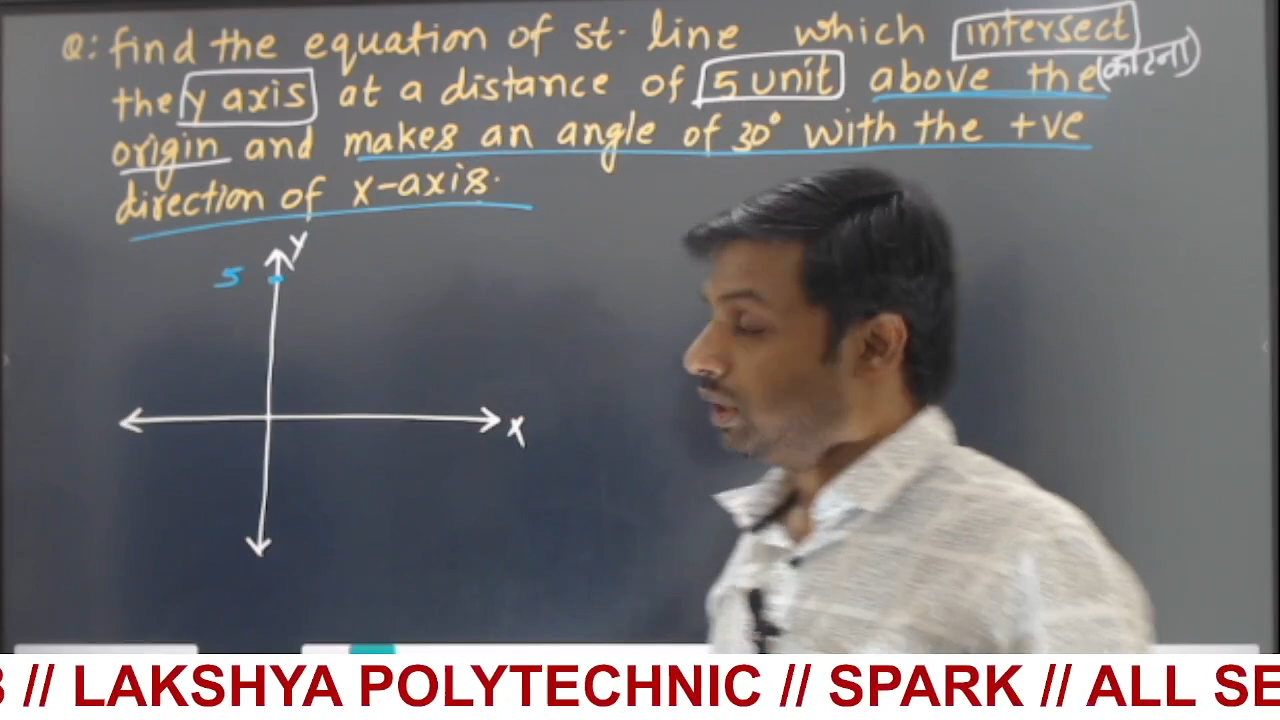 Q: find the equation of st. line which intersect
(काटना)
the y axis at a distance of 5 unit above the
origin and makes an angle of 30° with the +ve
direction of x-axis.
y
5
x
// LAKSHYA POLYTECHNIC // SPARK // ALL SE